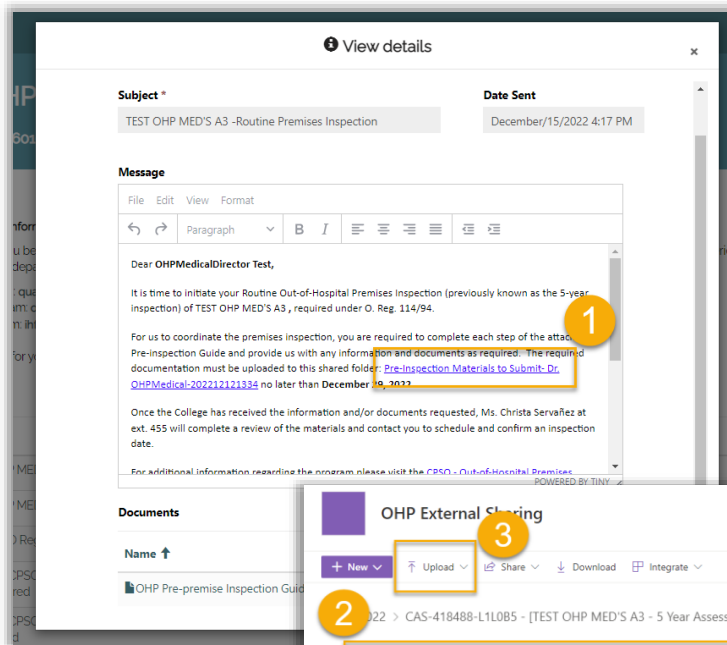 View details
×
Subject *
Date Sent
TEST OHP MED'S A3 -Routine Premises Inspection
December/15/2022 4:17 PM
Message
File Edit View Format
Paragraph B I
Dear OHPMedicalDirector Test,
It is time to initiate your Routine Out-of-Hospital Premises Inspection (previously known as the 5-year
inspection) of TEST OHP MED'S A3 , required under O. Reg. 114/94.
1
For us to coordinate the premises inspection, you are required to complete each step of the
Pre-inspection Guide and provide us with any information and documents as required. The required
documentation must be uploaded to this shared folder: Pre-Inspection Materials to Submit- Dr.
OHPMedical-202212121334 no later than December 29, 2022
Once the College has received the information and/or documents requested, Ms. Christa Servañez at
ext. 455 will complete a review of the materials and contact you to schedule and confirm an inspection
date.
For additional information regarding the program please visit the CPSO - Out-of-Hospital Premises
POWERED BY TINY
Documents
Name ↑
OHP Pre-premise Inspection Guid
OHP External Sharing
3
+ New Upload Share Download Integrate
2
022 > CAS-418488-L1L0B5 - [TEST OHP MED'S A3 - 5 Year Assess